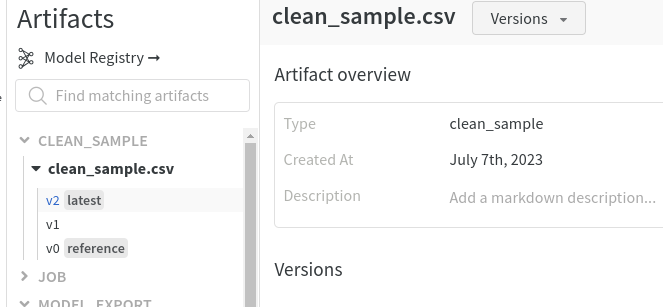 Artifacts
Model Registry →
Find matching artifacts
CLEAN_SAMPLE
clean_sample.csv
v2 latest
v1
v0 reference
JOB
MODEL_EXPORT
clean_sample.csv
Versions
Artifact overview
Type clean_sample
Created At July 7th, 2023
Description Add a markdown description...
Versions